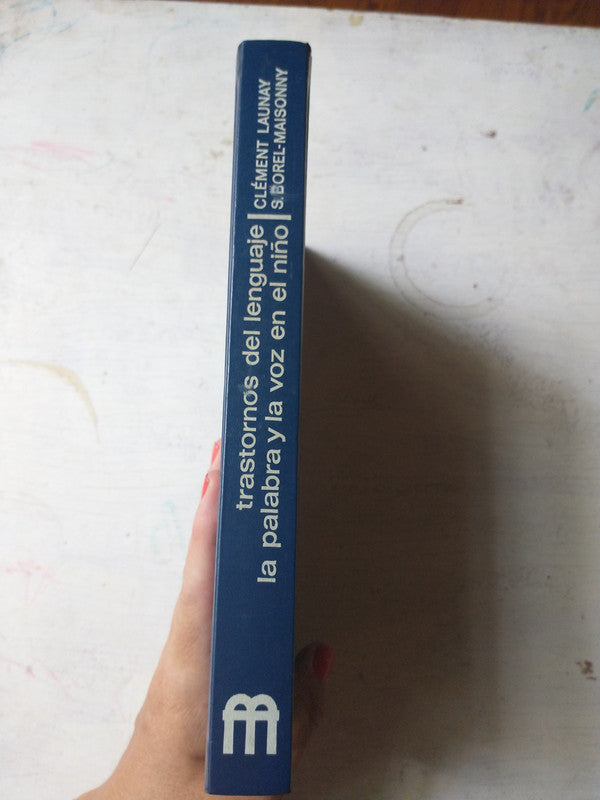 trastornos del lenguaje
la palabra y la voz en el niño
CLÉMENT LAUNAY
S. BOREL-MAISONNY